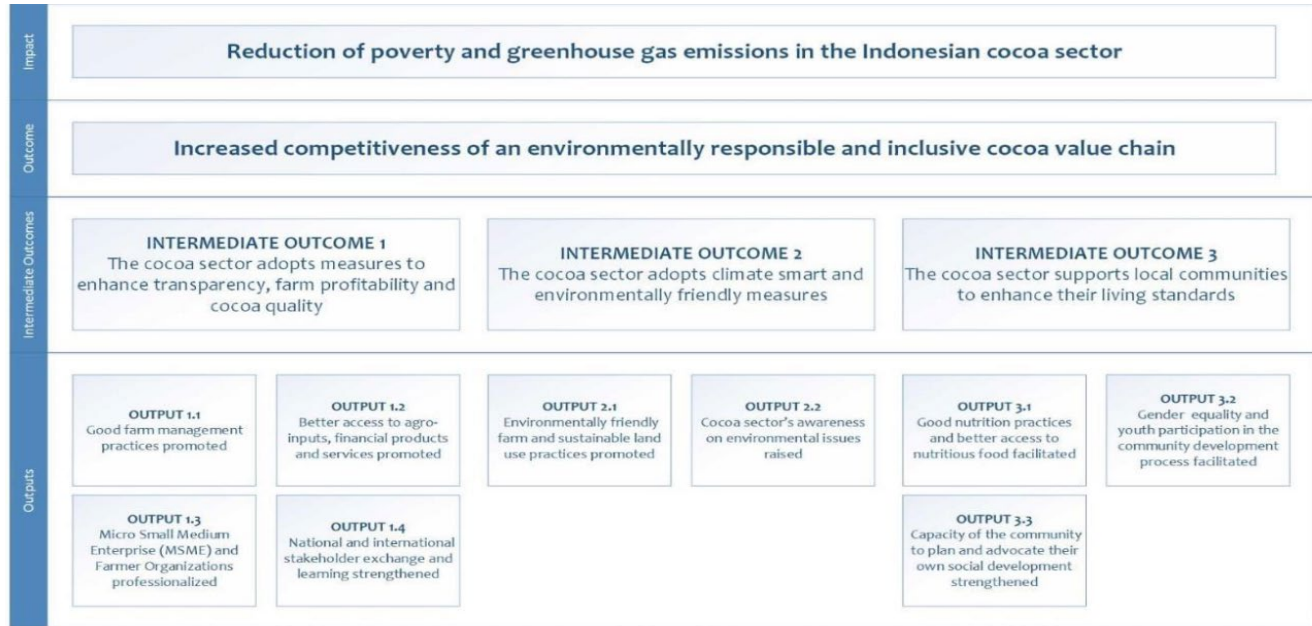 Impact
Reduction of poverty and greenhouse gas emissions in the Indonesian cocoa sector
Outcome
Increased competitiveness of an environmentally responsible and inclusive cocoa value chain
Intermediate Outcomes
INTERMEDIATE OUTCOME 1
The cocoa sector adopts measures to
enhance transparency, farm profitability and
cocoa quality
INTERMEDIATE OUTCOME 2
The cocoa sector adopts climate smart and
environmentally friendly measures
INTERMEDIATE OUTCOME 3
The cocoa sector supports local communities
to enhance their living standards
Outputs
OUTPUT 1.1
Good farm management
practices promoted
OUTPUT 1.2
Better access to agro-
inputs, financial products
and services promoted
OUTPUT 2.1
Environmentally friendly
farm and sustainable land
use practices promoted
OUTPUT 2.2
Cocoa sector's awareness
on environmental issues
raised
OUTPUT 3.1
Good nutrition practices
and better access to
nutritious food facilitated
OUTPUT 3.2
Gender equality and
youth participation in the
community development
process facilitated
OUTPUT 1.3
Micro Small Medium
Enterprise (MSME) and
Farmer Organizations
professionalized
OUTPUT 1.4
National and international
stakeholder exchange and
learning strengthened
OUTPUT 3.3
Capacity of the community
to plan and advocate their
own social development
strengthened